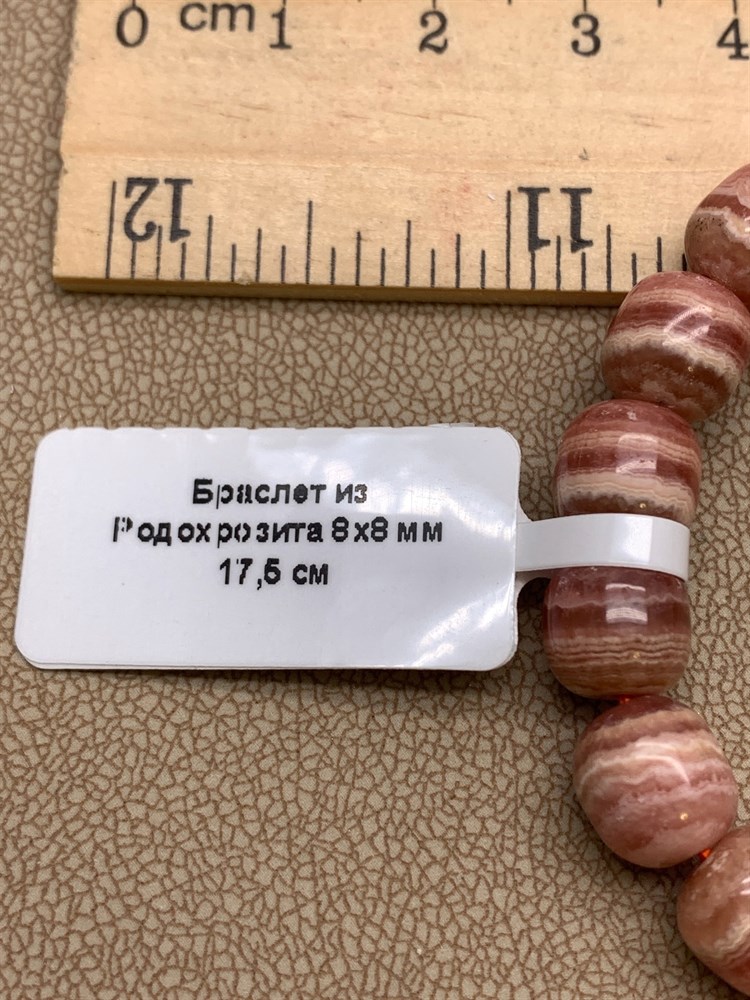 0 cm 1 2 3 4
12 11
Браслет из
Родохрозита 8х8 мм
17,5 см